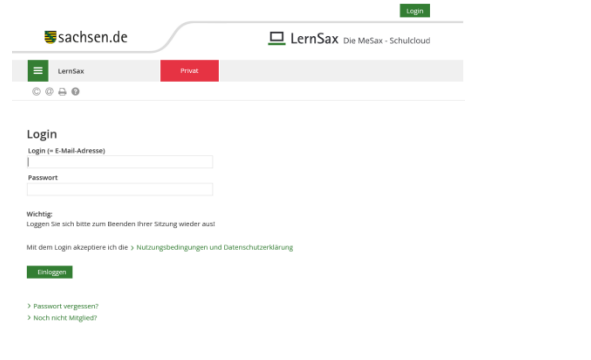 Login
sachsen.de
LernSax Die MeSax - Schulcloud
LernSax
Privat
Login
Login (= E-Mail-Adresse)
Passwort
Wichtig:
Loggen Sie sich bitte zum Beenden Ihrer Sitzung wieder aus!
Mit dem Login akzeptiere ich die › Nutzungsbedingungen und Datenschutzerklärung
Einloggen
› Passwort vergessen?
› Noch nicht Mitglied?